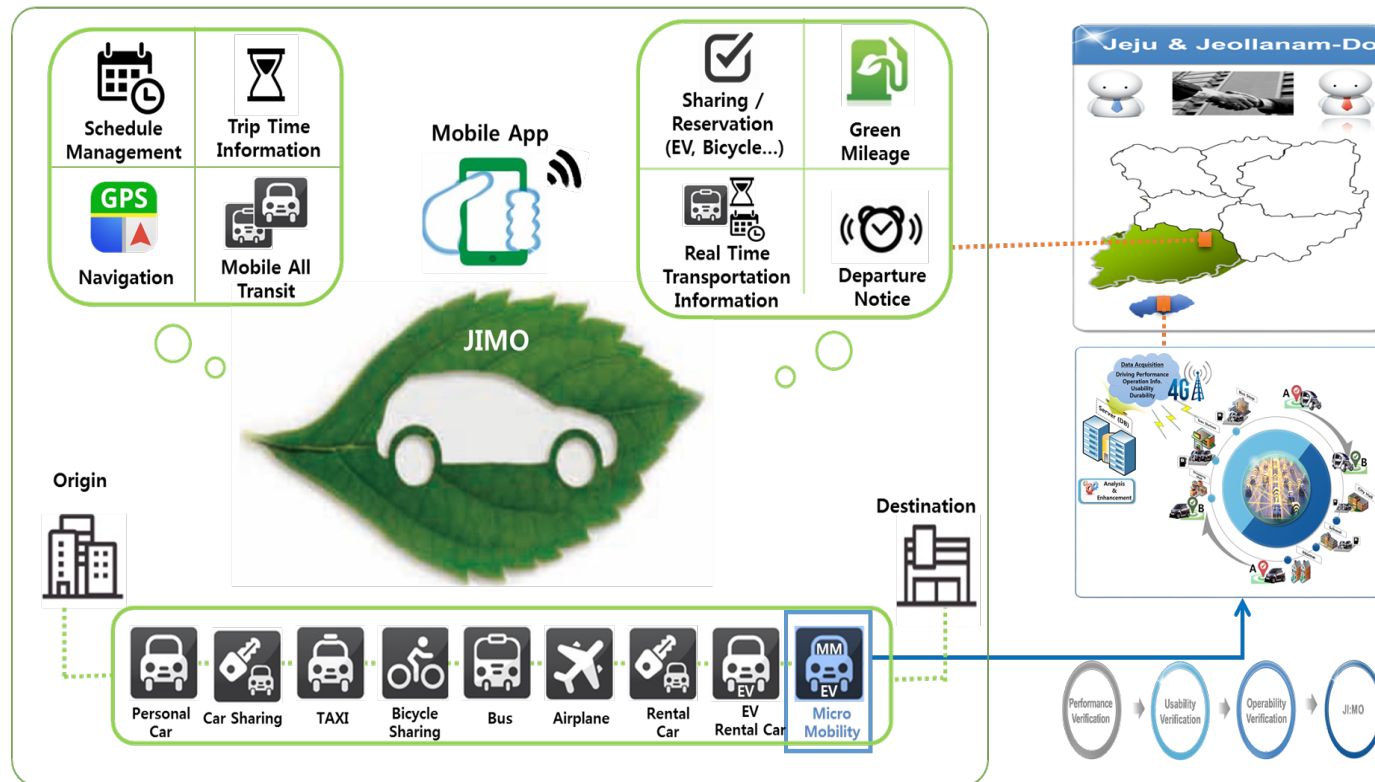 Schedule
Management
Trip Time
Information
GPS
Navigation
Mobile All
Transit
Mobile App
Sharing /
Reservation
(EV, Bicycle...)
Green
Mileage
Real Time
Transportation
Information
Departure
Notice
JIMO
Origin
Destination
Personal
Car
Car Sharing
TAXI
Bicycle
Sharing
Bus
Airplane
Rental
Car
EV
EV
Rental Car
MM
EV
Micro
Mobility
Jeju & Jeollanam-Do
Data Acquisition
Driving Performance
Operation Info.
Usability
Durability
4G
Server (DB)
Analysis
&
Enhancement
A
B
B
A
City Hall
Performance
Verification
Usability
Verification
Operability
Verification
JI:MO